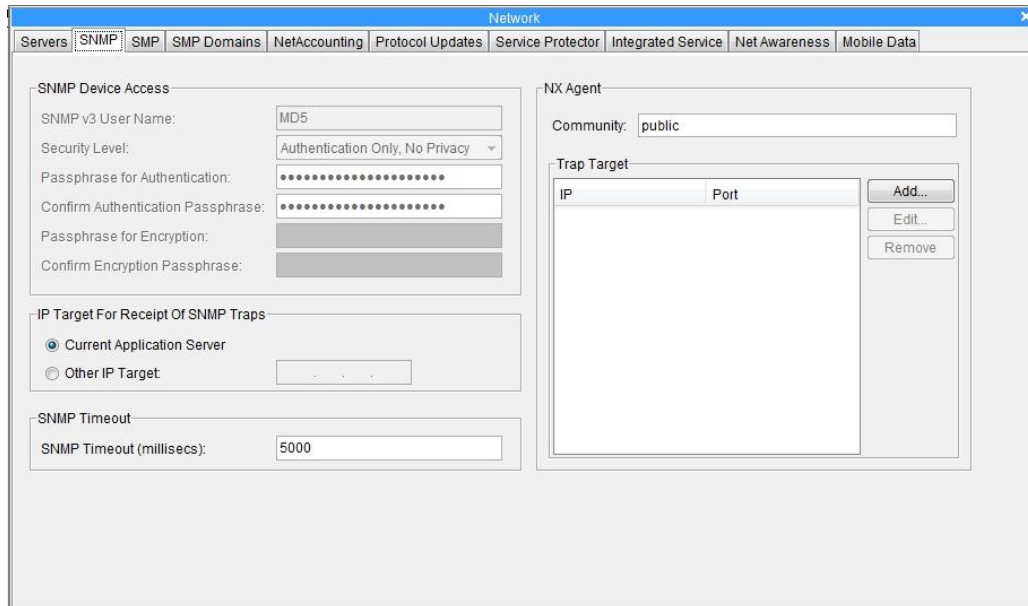 Network
Servers SNMP SMP SMP Domains NetAccounting Protocol Updates Service Protector Integrated Service Net Awareness Mobile Data
SNMP Device Access
SNMP v3 User Name: MD5
Security Level: Authentication Only, No Privacy
Passphrase for Authentication:
Confirm Authentication Passphrase:
Passphrase for Encryption:
Confirm Encryption Passphrase:
IP Target For Receipt Of SNMP Traps
Current Application Server
Other IP Target: . . .
SNMP Timeout
SNMP Timeout (millisecs): 5000
NX Agent
Community: public
Trap Target
IP Port
Add...
Edit...
Remove